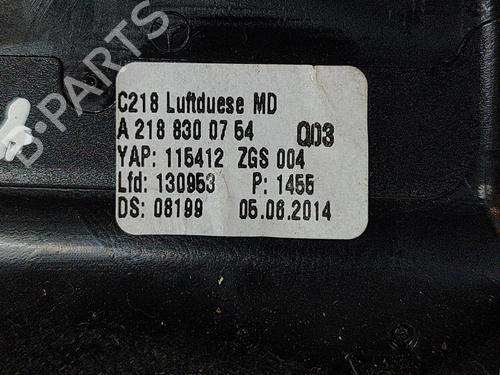 B-PARTS
C218 Luftduese MD
A 218 830 07 54 Q03
YAP: 115412 ZGS 004
Lfd: 130953 P: 1455
DS: 08199 05.06.2014